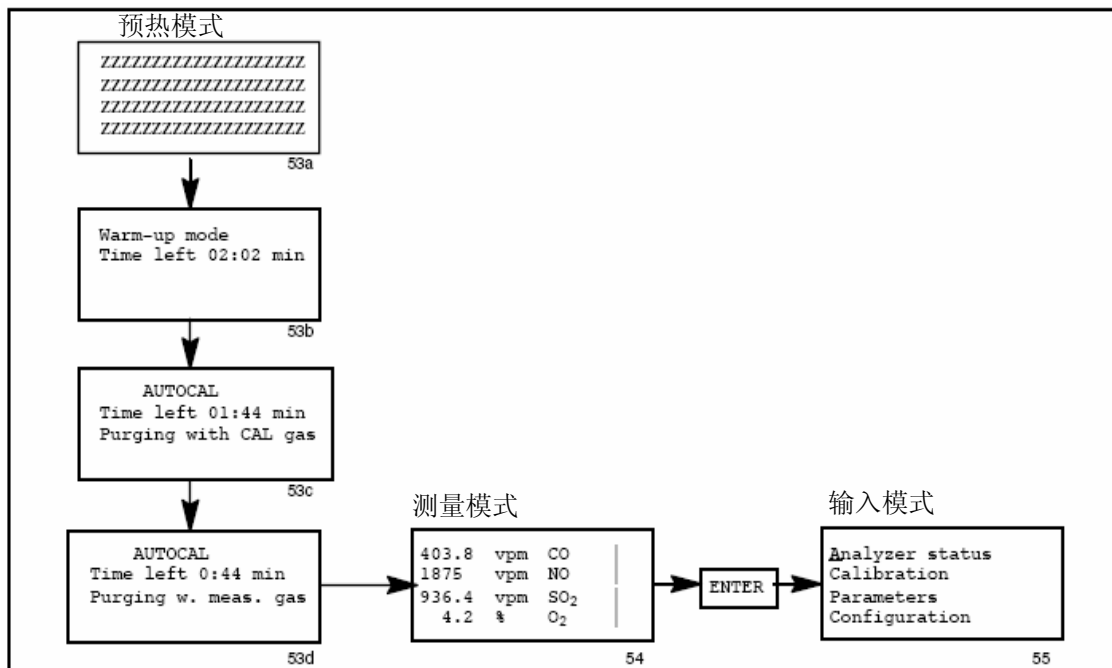 预热模式
ZZZZZZZZZZZZZZZZZZZZ
ZZZZZZZZZZZZZZZZZZZZ
ZZZZZZZZZZZZZZZZZZZZ
ZZZZZZZZZZZZZZZZZZZZ
53a
Warm-up mode
Time left 02:02 min
53b
AUTOCAL
Time left 01:44 min
Purging with CAL gas
53c
AUTOCAL
Time left 0:44 min
Purging w. meas. gas
53d
测量模式
403.8 vpm CO
1875 vpm NO
936.4 vpm SO₂
4.2 % O₂
54
ENTER
输入模式
Analyzer status
Calibration
Parameters
Configuration
55